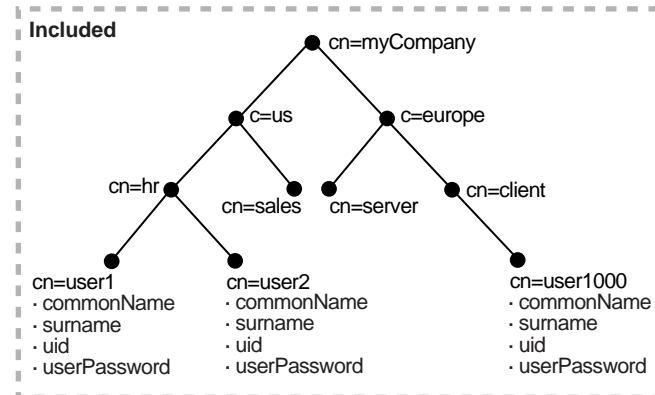 Included
cn=myCompany
c=us
c=europe
cn=hr
cn=sales
cn=server
cn=client
cn=user1
· commonName
· surname
· uid
· userPassword
cn=user2
· commonName
· surname
· uid
· userPassword
cn=user1000
· commonName
· surname
· uid
· userPassword